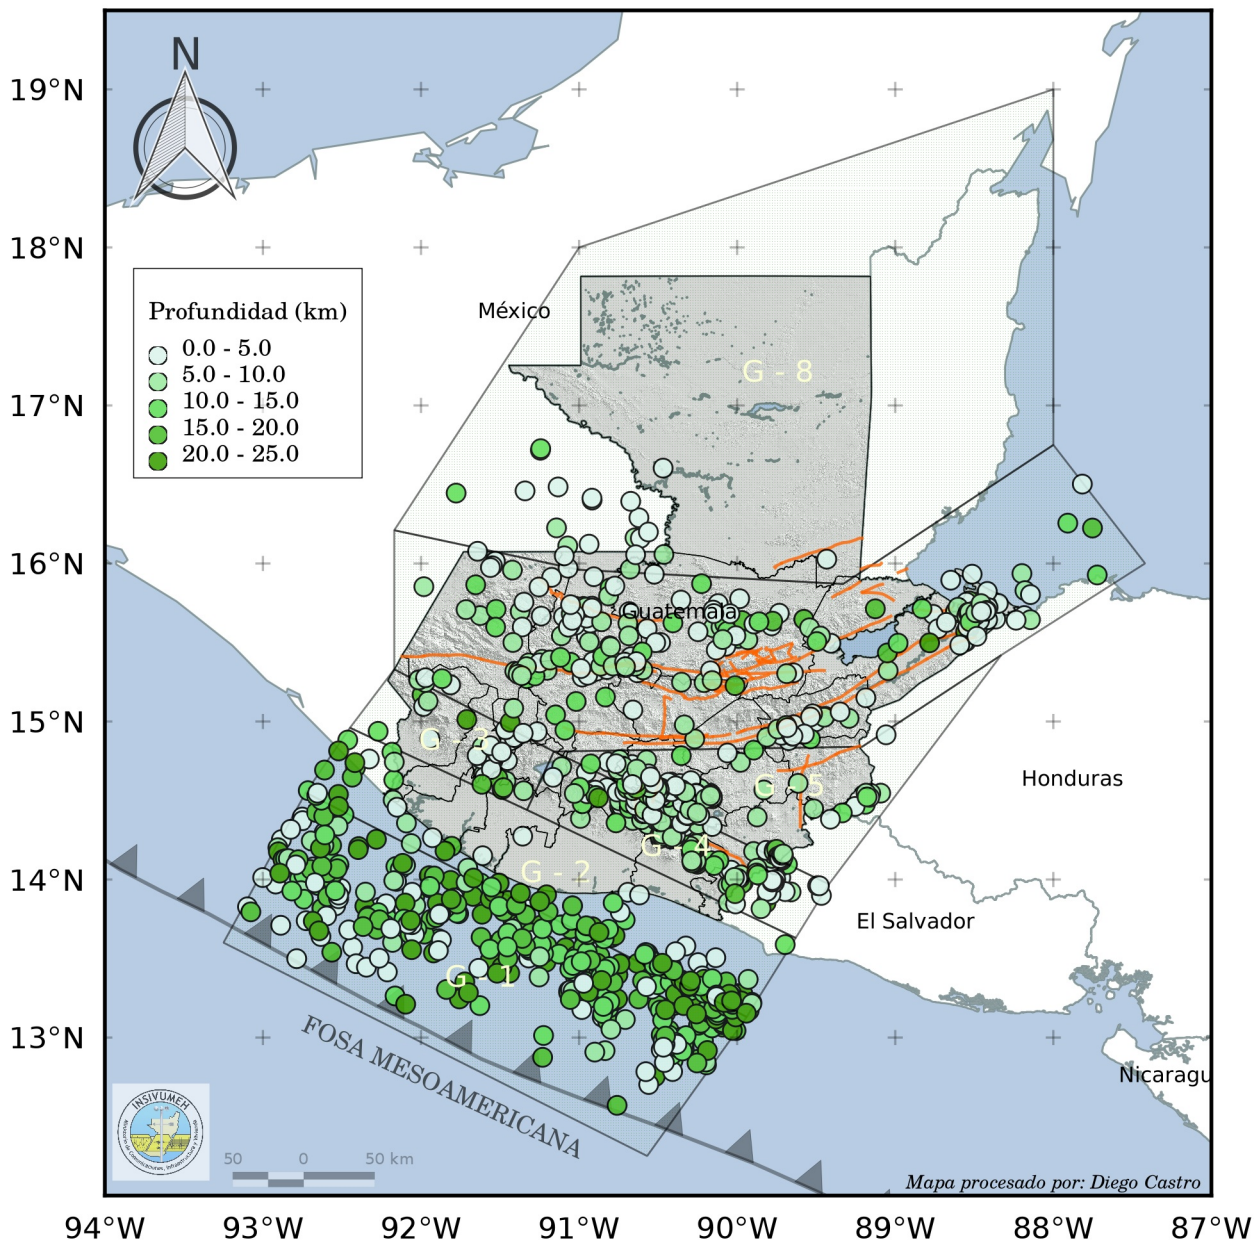 N
19°N
18°N
17°N
16°N
15°N
14°N
13°N
Profundidad (km)
0.0 - 5.0
5.0 - 10.0
10.0 - 15.0
15.0 - 20.0
20.0 - 25.0
México
G - 8
Guatemala
G - 3
G - 5
Honduras
G - 4
G - 2
El Salvador
G - 1
FOSA MESOAMERICANA
Nicaragu
INSIVUMEH
50 0 50 km
Mapa procesado por: Diego Castro
94°W 93°W 92°W 91°W 90°W 89°W 88°W 87°W